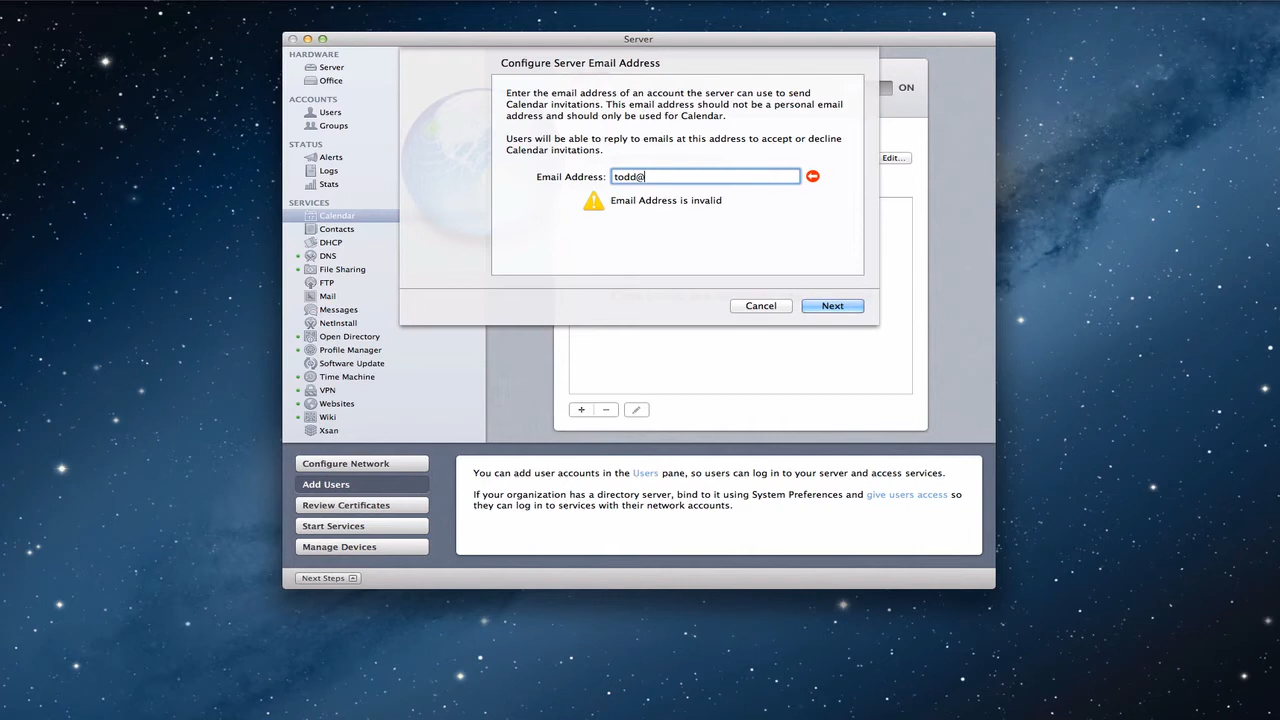 Server
HARDWARE
Server
Office
ACCOUNTS
Users
Groups
STATUS
Alerts
Logs
Stats
SERVICES
Calendar
Contacts
DHCP
DNS
File Sharing
FTP
Mail
Messages
NetInstall
Open Directory
Profile Manager
Software Update
Time Machine
VPN
Websites
Wiki
Xsan
Configure Server Email Address
Enter the email address of an account the server can use to send
Calendar invitations. This email address should not be a personal email
address and should only be used for Calendar.
Users will be able to reply to emails at this address to accept or decline
Calendar invitations.
Email Address: todd@
Email Address is invalid
Cancel Next
ON
Edit...
Configure Network
Add Users
Review Certificates
Start Services
Manage Devices
You can add user accounts in the Users pane, so users can log in to your server and access services.
If your organization has a directory server, bind to it using System Preferences and give users access so
they can log in to services with their network accounts.
Next Steps